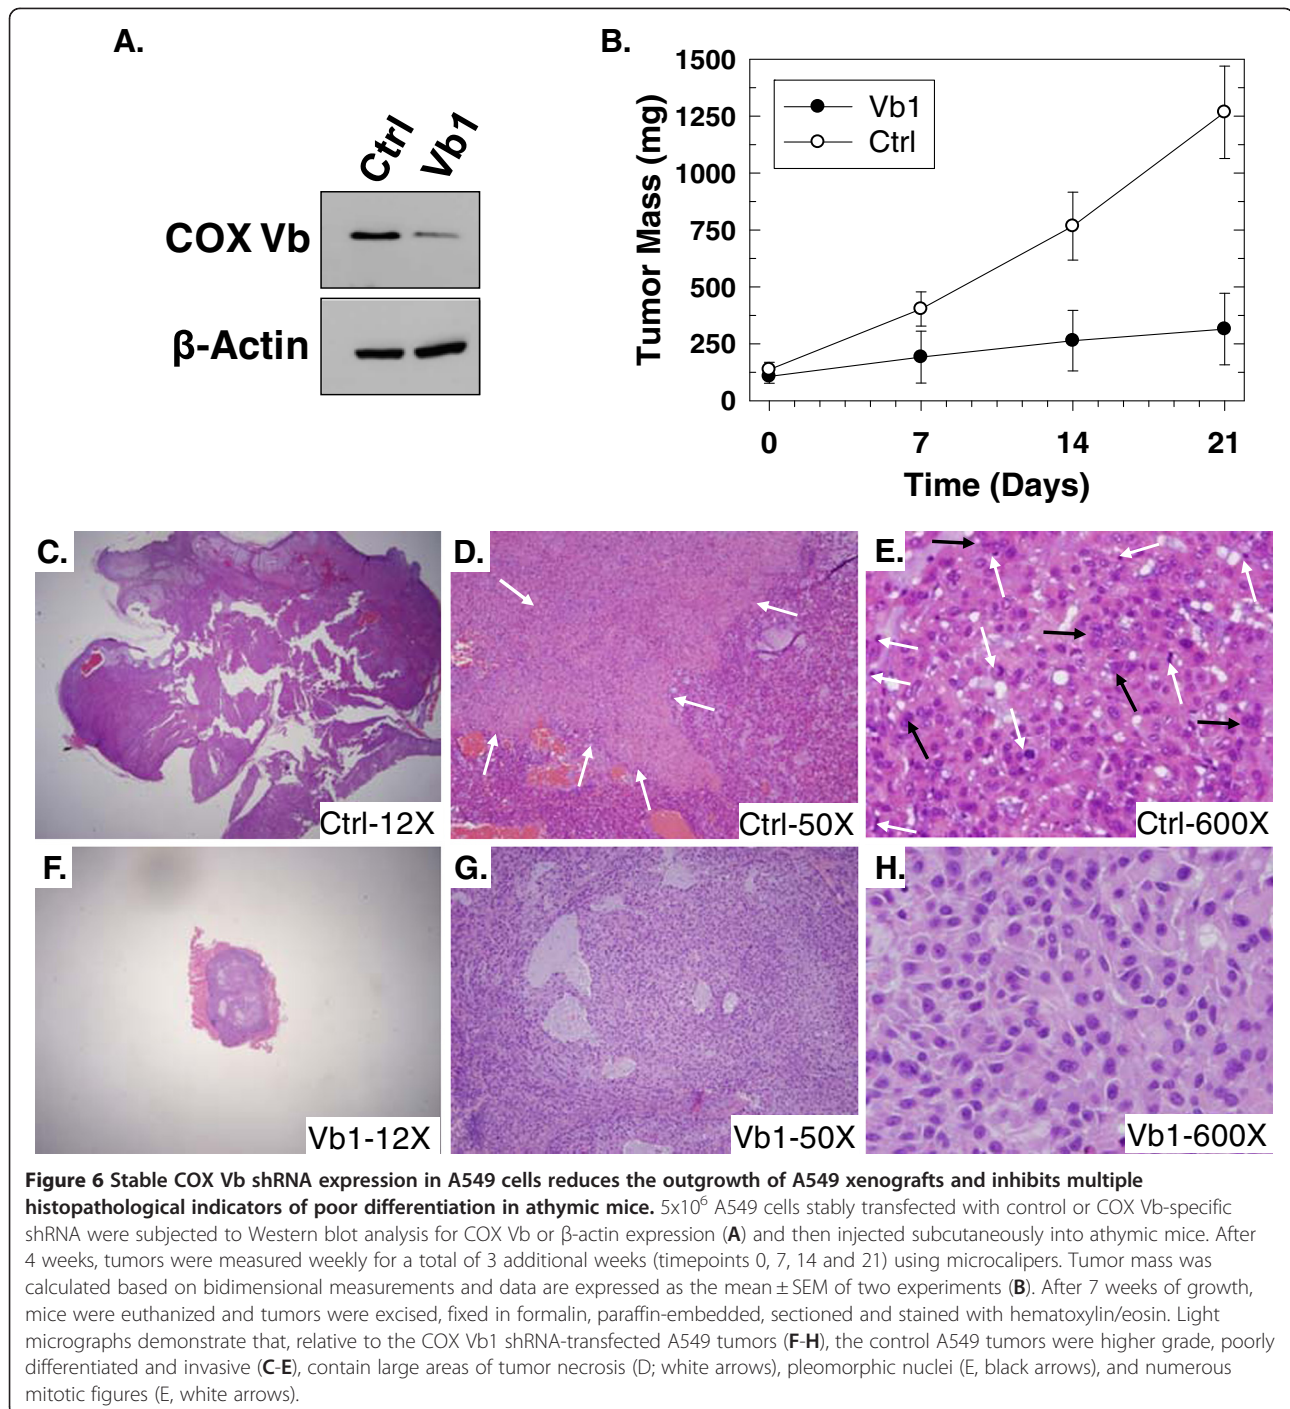 A.
Ctrl Vb1
COX Vb
β-Actin
B.
Tumor Mass (mg)
1500
1250
1000
750
500
250
0
Vb1
Ctrl
0 7 14 21
Time (Days)
C.
Ctrl-12X
D.
Ctrl-50X
E.
Ctrl-600X
F.
Vb1-12X
G.
Vb1-50X
H.
Vb1-600X
Figure 6 Stable COX Vb shRNA expression in A549 cells reduces the outgrowth of A549 xenografts and inhibits multiple
histopathological indicators of poor differentiation in athymic mice. 5x10⁶ A549 cells stably transfected with control or COX Vb-specific
shRNA were subjected to Western blot analysis for COX Vb or β-actin expression (A) and then injected subcutaneously into athymic mice. After
4 weeks, tumors were measured weekly for a total of 3 additional weeks (timepoints 0, 7, 14 and 21) using microcalipers. Tumor mass was
calculated based on bidimensional measurements and data are expressed as the mean ± SEM of two experiments (B). After 7 weeks of growth,
mice were euthanized and tumors were excised, fixed in formalin, paraffin-embedded, sectioned and stained with hematoxylin/eosin. Light
micrographs demonstrate that, relative to the COX Vb1 shRNA-transfected A549 tumors (F-H), the control A549 tumors were higher grade, poorly
differentiated and invasive (C-E), contain large areas of tumor necrosis (D; white arrows), pleomorphic nuclei (E, black arrows), and numerous
mitotic figures (E, white arrows).